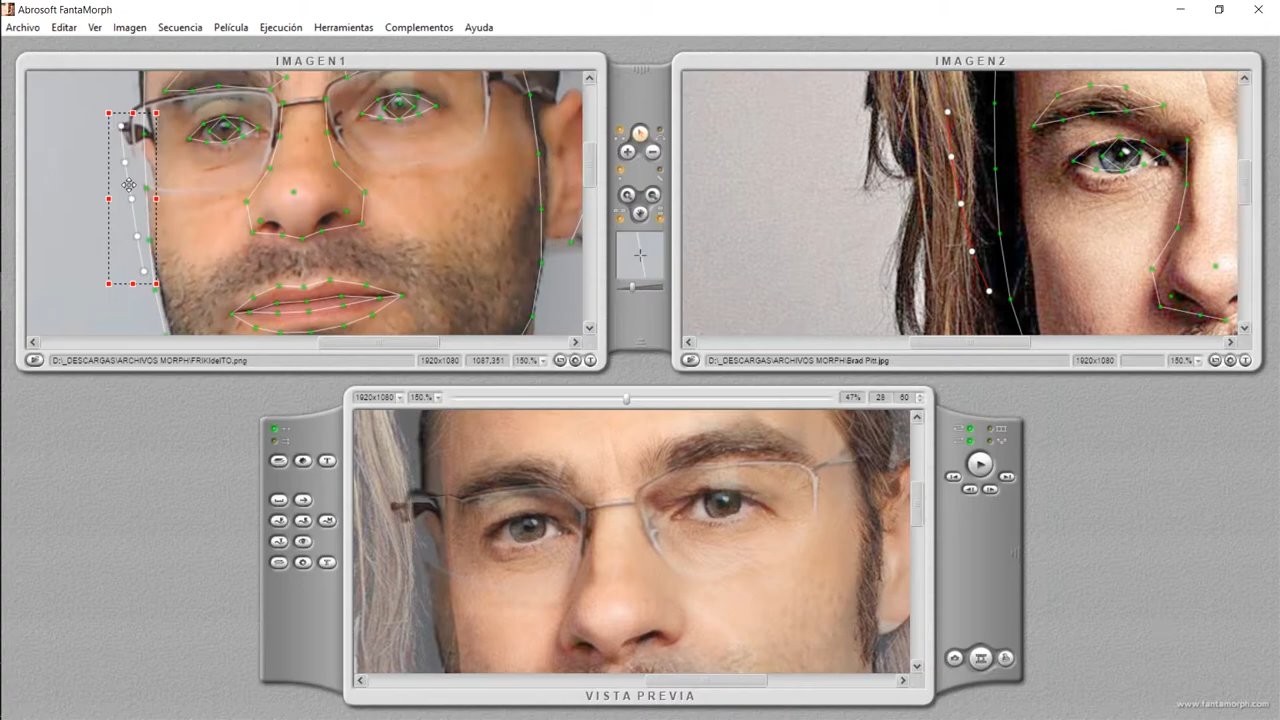 Abrosoft FantaMorph
Archivo Editar Ver Imagen Secuencia Película Ejecución Herramientas Complementos Ayuda
IMAGEN1
IMAGEN2
D:\_DESCARGAS\ARCHIVOS MORPH\FRIKIdelTO.png 1920x1080 1087,351 150.%
D:\_DESCARGAS\ARCHIVOS MORPH\Brad Pitt.jpg 1920x1080 150.%
1920x1080 150.% 47% 28 60
VISTA PREVIA
www.fantamorph.com